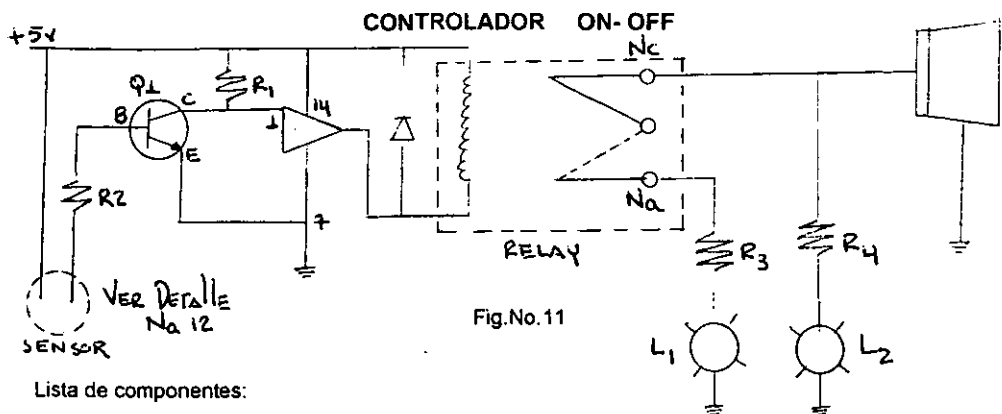 CONTROLADOR ON-OFF
+5v
Nc
Q1
C
R1
B
1
14
E
R2
7
Na
RELAY
R3
R4
VER DETAllE
Na 12
SENSOR
Fig.No.11
L1
L2
Lista de componentes: